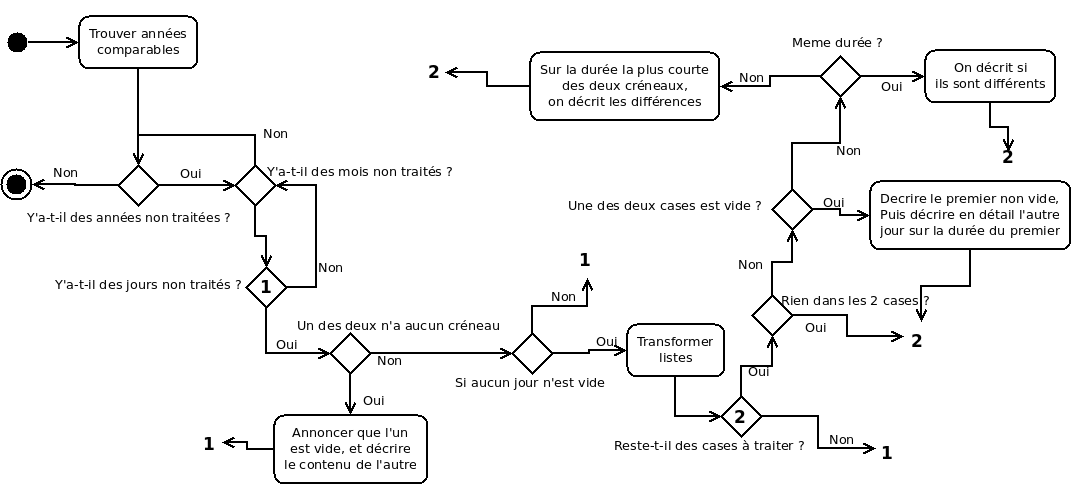 Trouver années
comparables
Non
Y'a-t-il des mois non traités ?
Non
Oui
Y'a-t-il des années non traitées ?
Y'a-t-il des jours non traités ?
1
Non
Oui
Un des deux n'a aucun créneau
Non
Oui
Annoncer que l'un
est vide, et décrire
le contenu de l'autre
1
1
Non
Si aucun jour n'est vide
Oui
Transformer
listes
2
Reste-t-il des cases à traiter ?
Non
1
Oui
Rien dans les 2 cases ?
Oui
2
Non
Une des deux cases est vide ?
Oui
Decrire le premier non vide,
Puis décrire en détail l'autre
jour sur la durée du premier
Non
Meme durée ?
Oui
On décrit si
ils sont différents
2
Non
Sur la durée la plus courte
des deux créneaux,
on décrit les différences
2